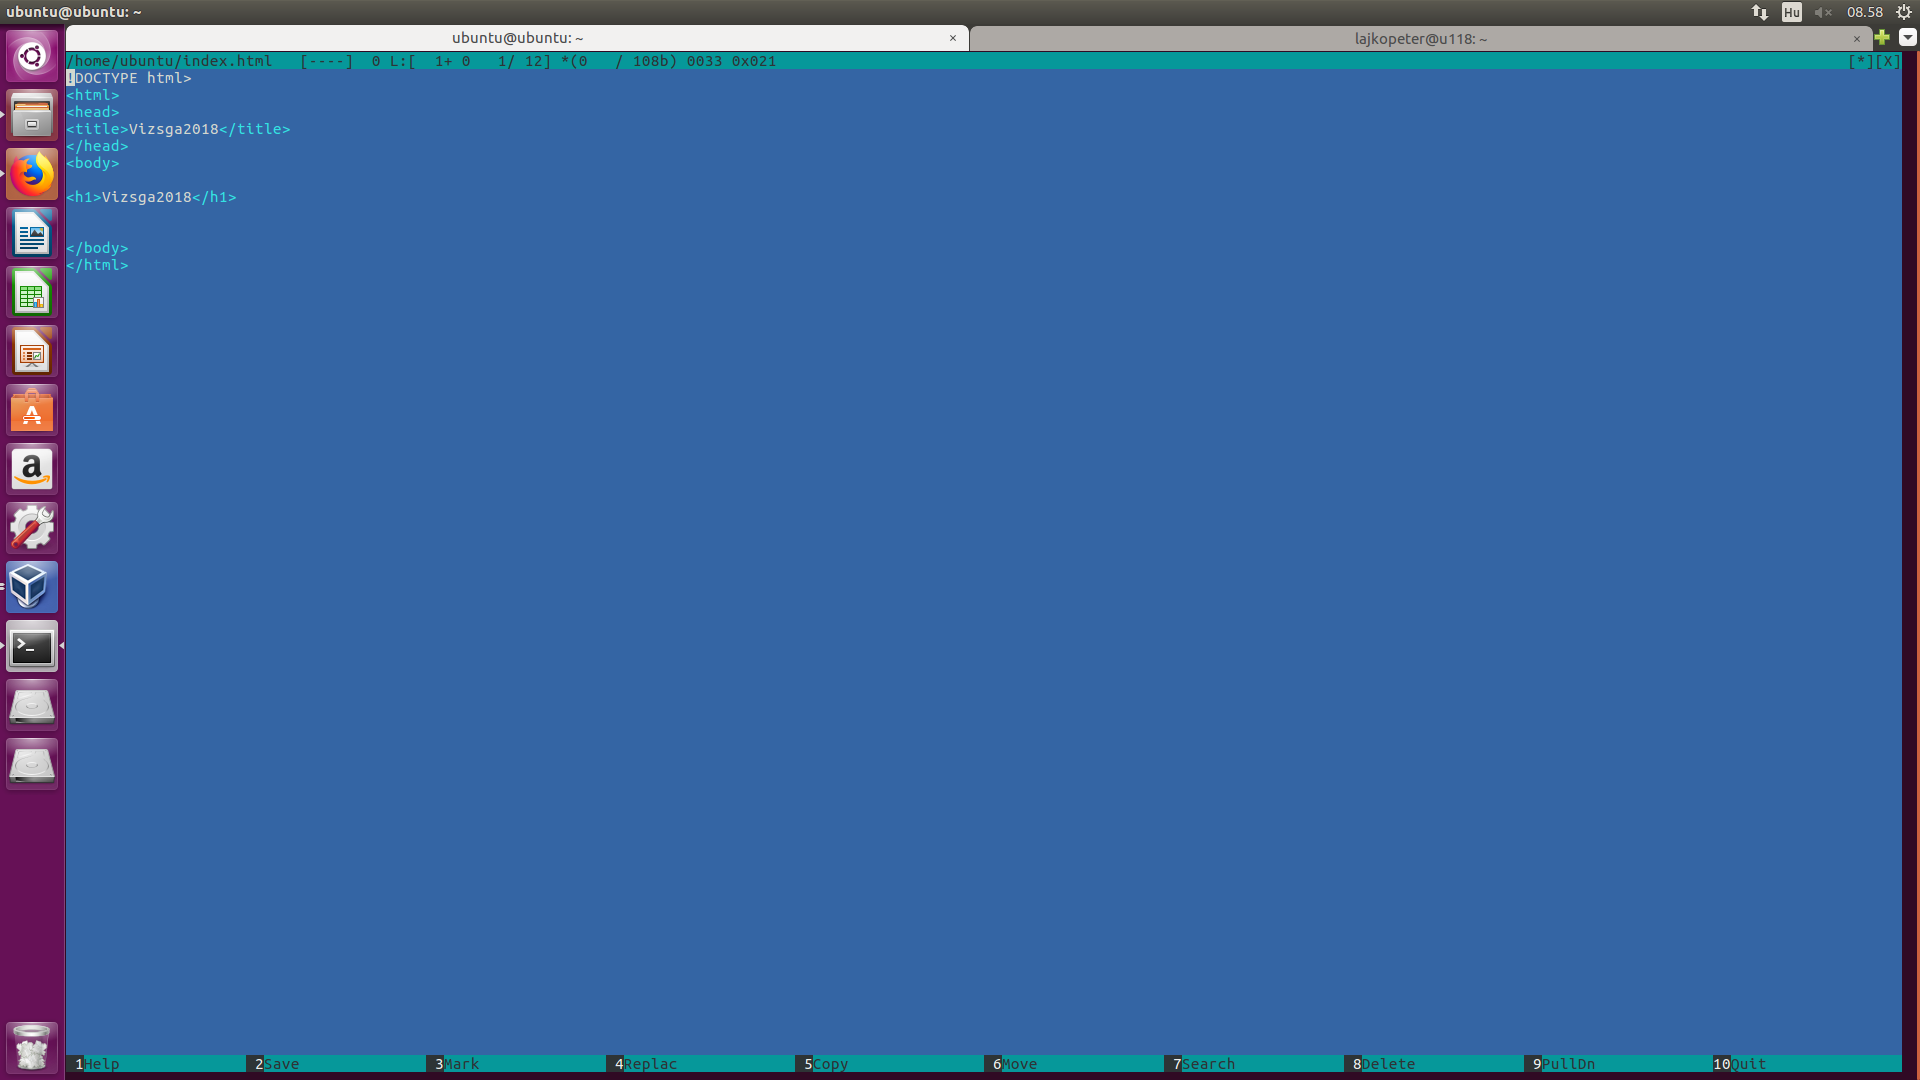 ubuntu@ubuntu: ~
Hu
08.58
ubuntu@ubuntu: ~ ×
lajkopeter@u118: ~ ×
/home/ubuntu/index.html [----] 0 L:[ 1+ 0 1/ 12] *(0 / 108b) 0033 0x021 [*][X]
!DOCTYPE html>
<html>
<head>
<title>Vizsga2018</title>
</head>
<body>
<h1>Vizsga2018</h1>
</body>
</html>
1Help 2Save 3Mark 4Replac 5Copy 6Move 7Search 8Delete 9PullDn 10Quit